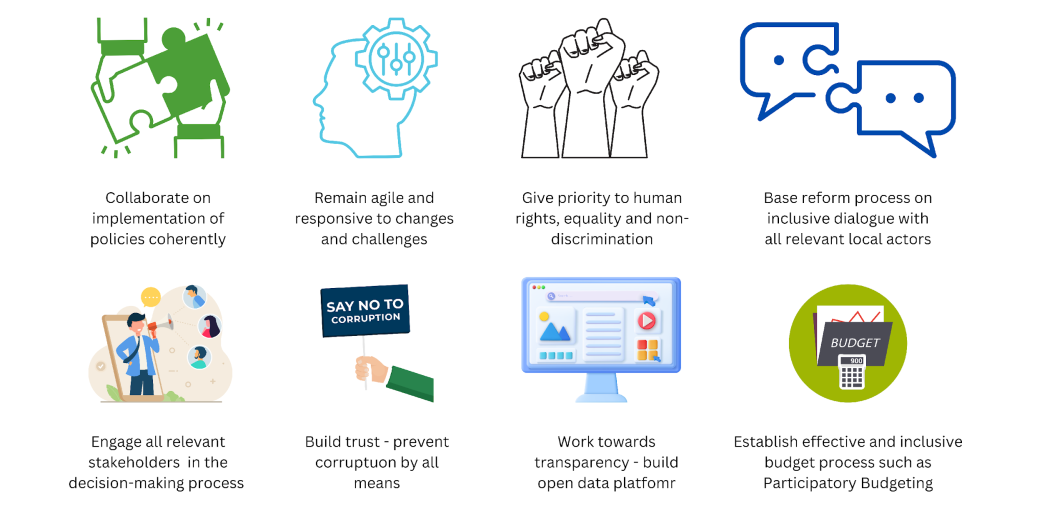 Collaborate on
implementation of
policies coherently
Remain agile and
responsive to changes
and challenges
Give priority to human
rights, equality and non-
discrimination
Base reform process on
inclusive dialogue with
all relevant local actors
SAY NO TO
CORRUPTION
BUDGET
900
Engage all relevant
stakeholders in the
decision-making process
Build trust - prevent
corruptuon by all
means
Work towards
transparency - build
open data platfomr
Establish effective and inclusive
budget process such as
Participatory Budgeting